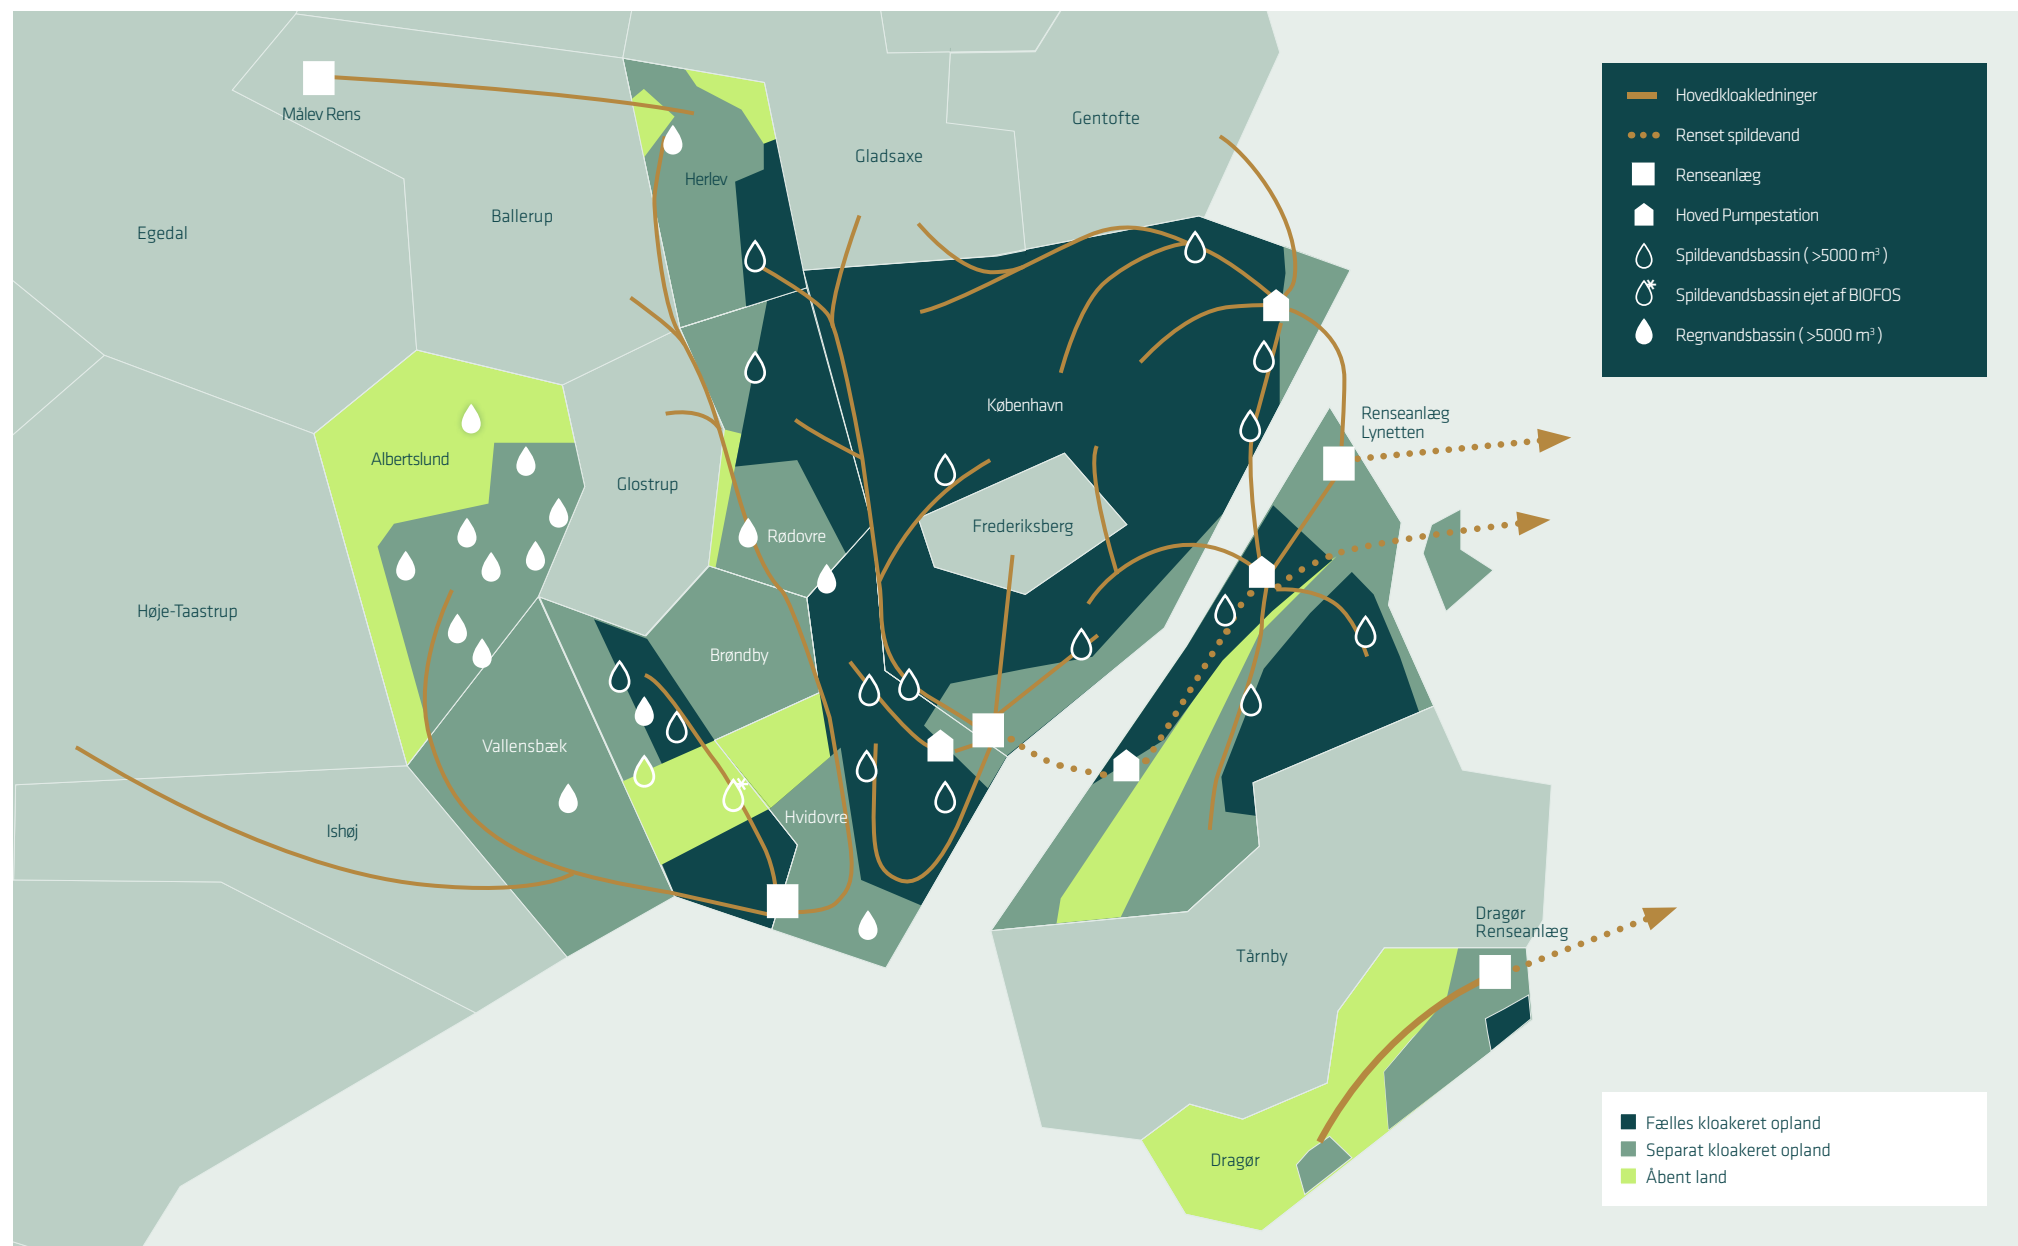 Målev Rens
Egedal
Ballerup
Herlev
Gladsaxe
Gentofte
København
Renseanlæg
Lynetten
Albertslund
Glostrup
Rødovre
Frederiksberg
Høje-Taastrup
Brøndby
Vallensbæk
Hvidovre
Ishøj
Tårnby
Dragør
Renseanlæg
Dragør
Hovedkloakledninger
Renset spildevand
Renseanlæg
Hoved Pumpestation
Spildevandsbassin ( >5000 m³ )
Spildevandsbassin ejet af BIOFOS
Regnvandsbassin ( >5000 m³ )
Fælles kloakeret opland
Separat kloakeret opland
Åbent land